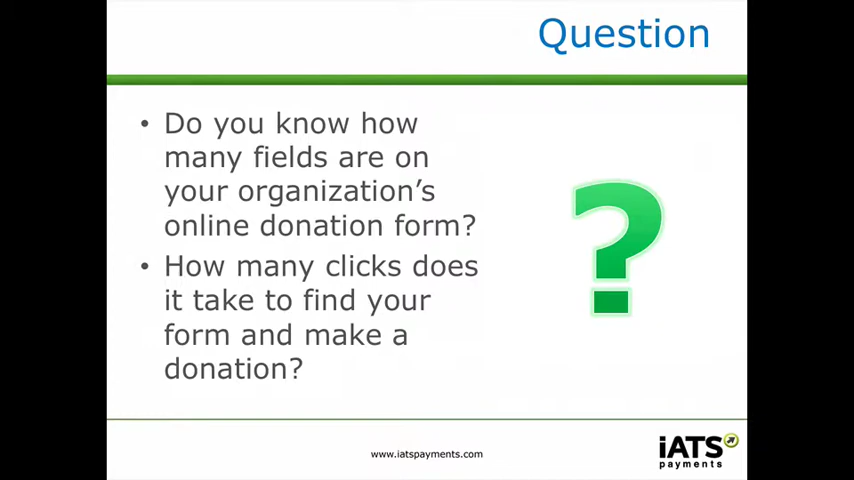 Question
• Do you know how
many fields are on
your organization's
online donation form?
• How many clicks does
it take to find your
form and make a
donation?
?
www.iatspayments.com
iATS
payments